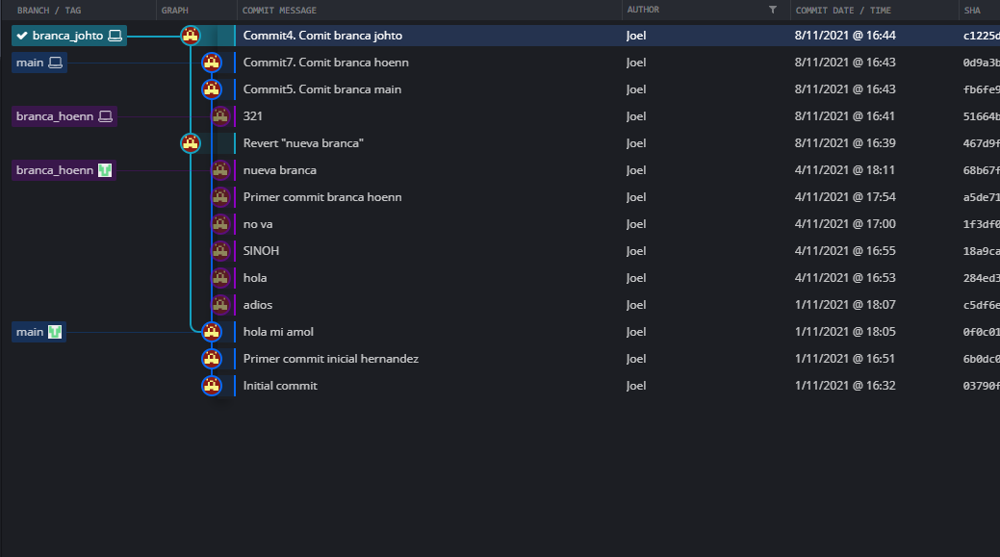 BRANCH / TAG GRAPH COMMIT MESSAGE AUTHOR COMMIT DATE / TIME SHA
branca_johto Commit4. Comit branca johto Joel 8/11/2021 @ 16:44 c1225d
main Commit7. Comit branca hoenn Joel 8/11/2021 @ 16:43 0d9a3b
Commit5. Comit branca main Joel 8/11/2021 @ 16:43 fb6fe9
branca_hoenn 321 Joel 8/11/2021 @ 16:41 51664b
Revert "nueva branca" Joel 8/11/2021 @ 16:39 467d9f
branca_hoenn nueva branca Joel 4/11/2021 @ 18:11 68b67f
Primer commit branca hoenn Joel 4/11/2021 @ 17:54 a5de71
no va Joel 4/11/2021 @ 17:00 1f3df0
SINOH Joel 4/11/2021 @ 16:55 18a9ca
hola Joel 4/11/2021 @ 16:53 284ed3
adios Joel 1/11/2021 @ 18:07 c5df6e
main hola mi amol Joel 1/11/2021 @ 18:05 0f0c01
Primer commit inicial hernandez Joel 1/11/2021 @ 16:51 6b0dc0
Initial commit Joel 1/11/2021 @ 16:32 03790f